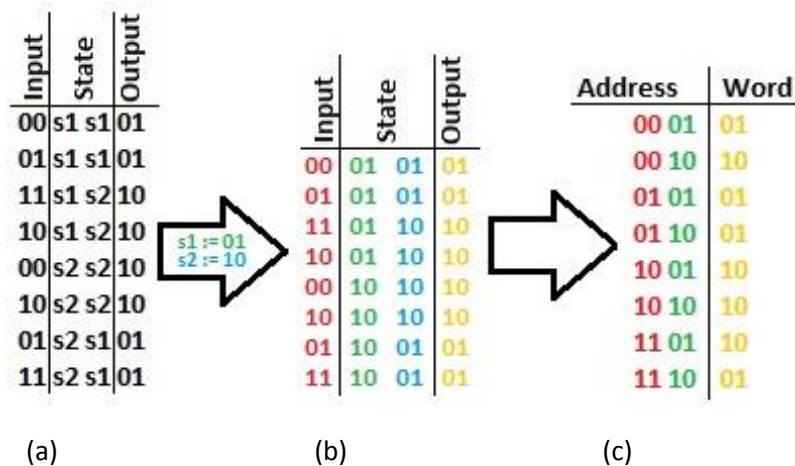 Input State Output
00 s1 s1 01
01 s1 s1 01
11 s1 s2 10
10 s1 s2 10
00 s2 s2 10
10 s2 s2 10
01 s2 s1 01
11 s2 s1 01
s1 := 01
s2 := 10
Input State Output
00 01 01 01
01 01 01 01
11 01 10 10
10 01 10 10
00 10 10 10
10 10 10 10
01 10 01 01
11 10 01 01
Address Word
00 01 01
00 10 10
01 01 01
01 10 01
10 01 10
10 10 10
11 01 10
11 10 01
(a) (b) (c)